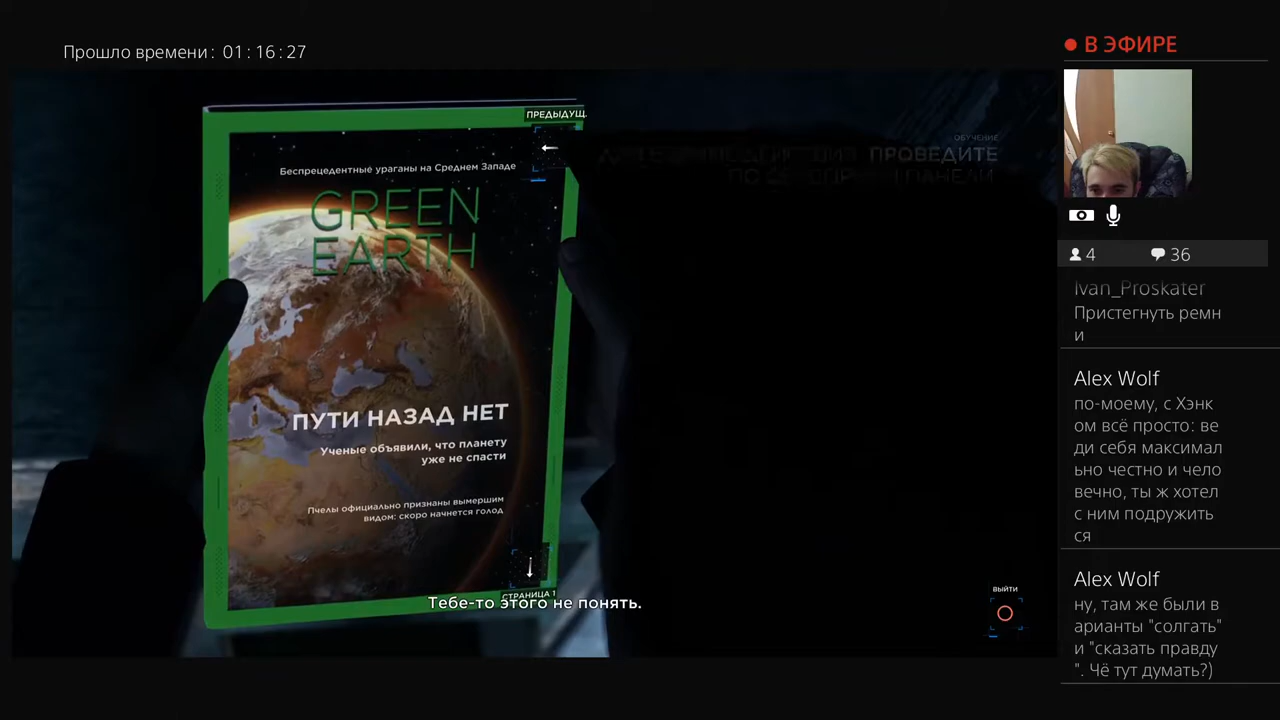 Прошло времени: 01:16:27
В ЭФИРЕ
ПРЕДЫДУЩ.
Беспрецедентные ураганы на Среднем Западе
GREEN
EARTH
ПУТИ НАЗАД НЕТ
Ученые объявили, что планету
уже не спасти
Пчелы официально признаны вымершим
видом: скоро начнется голод
СТРАНИЦА 1
Тебе-то этого не понять.
ОБУЧЕНИЕ
ПРОВЕДИТЕ
ВЫЙТИ
4
36
Ivan_Proskater
Пристегнуть ремн
и
Alex Wolf
по-моему, с Хэнк
ом всё просто: ве
ди себя максимал
ьно честно и чело
вечно, ты ж хотел
с ним подружить
ся
Alex Wolf
ну, там же были в
арианты "солгать"
и "сказать правду
". Чё тут думать?)